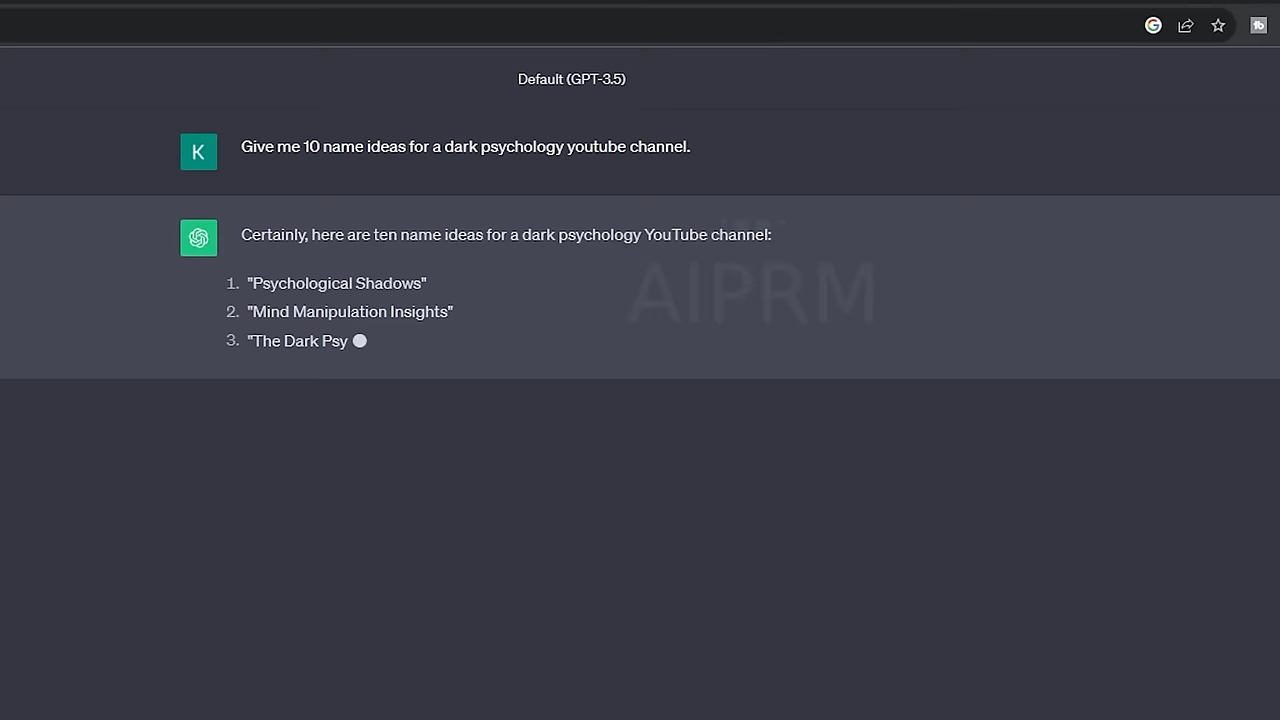 Default (GPT-3.5)
K
Give me 10 name ideas for a dark psychology youtube channel.
Certainly, here are ten name ideas for a dark psychology YouTube channel:
AIPRM
1. "Psychological Shadows"
2. "Mind Manipulation Insights"
3. "The Dark Psy